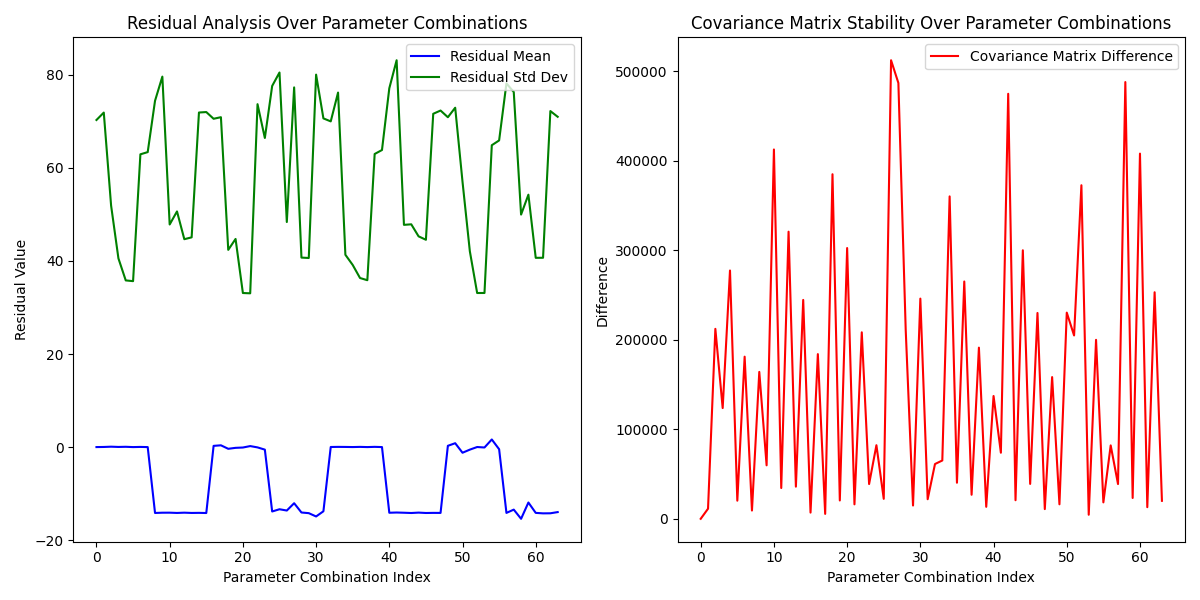 Residual Analysis Over Parameter Combinations
Residual Mean
Residual Std Dev
80
60
40
20
0
−20
Residual Value
0 10 20 30 40 50 60
Parameter Combination Index
Covariance Matrix Stability Over Parameter Combinations
Covariance Matrix Difference
500000
400000
300000
200000
100000
0
Difference
0 10 20 30 40 50 60
Parameter Combination Index